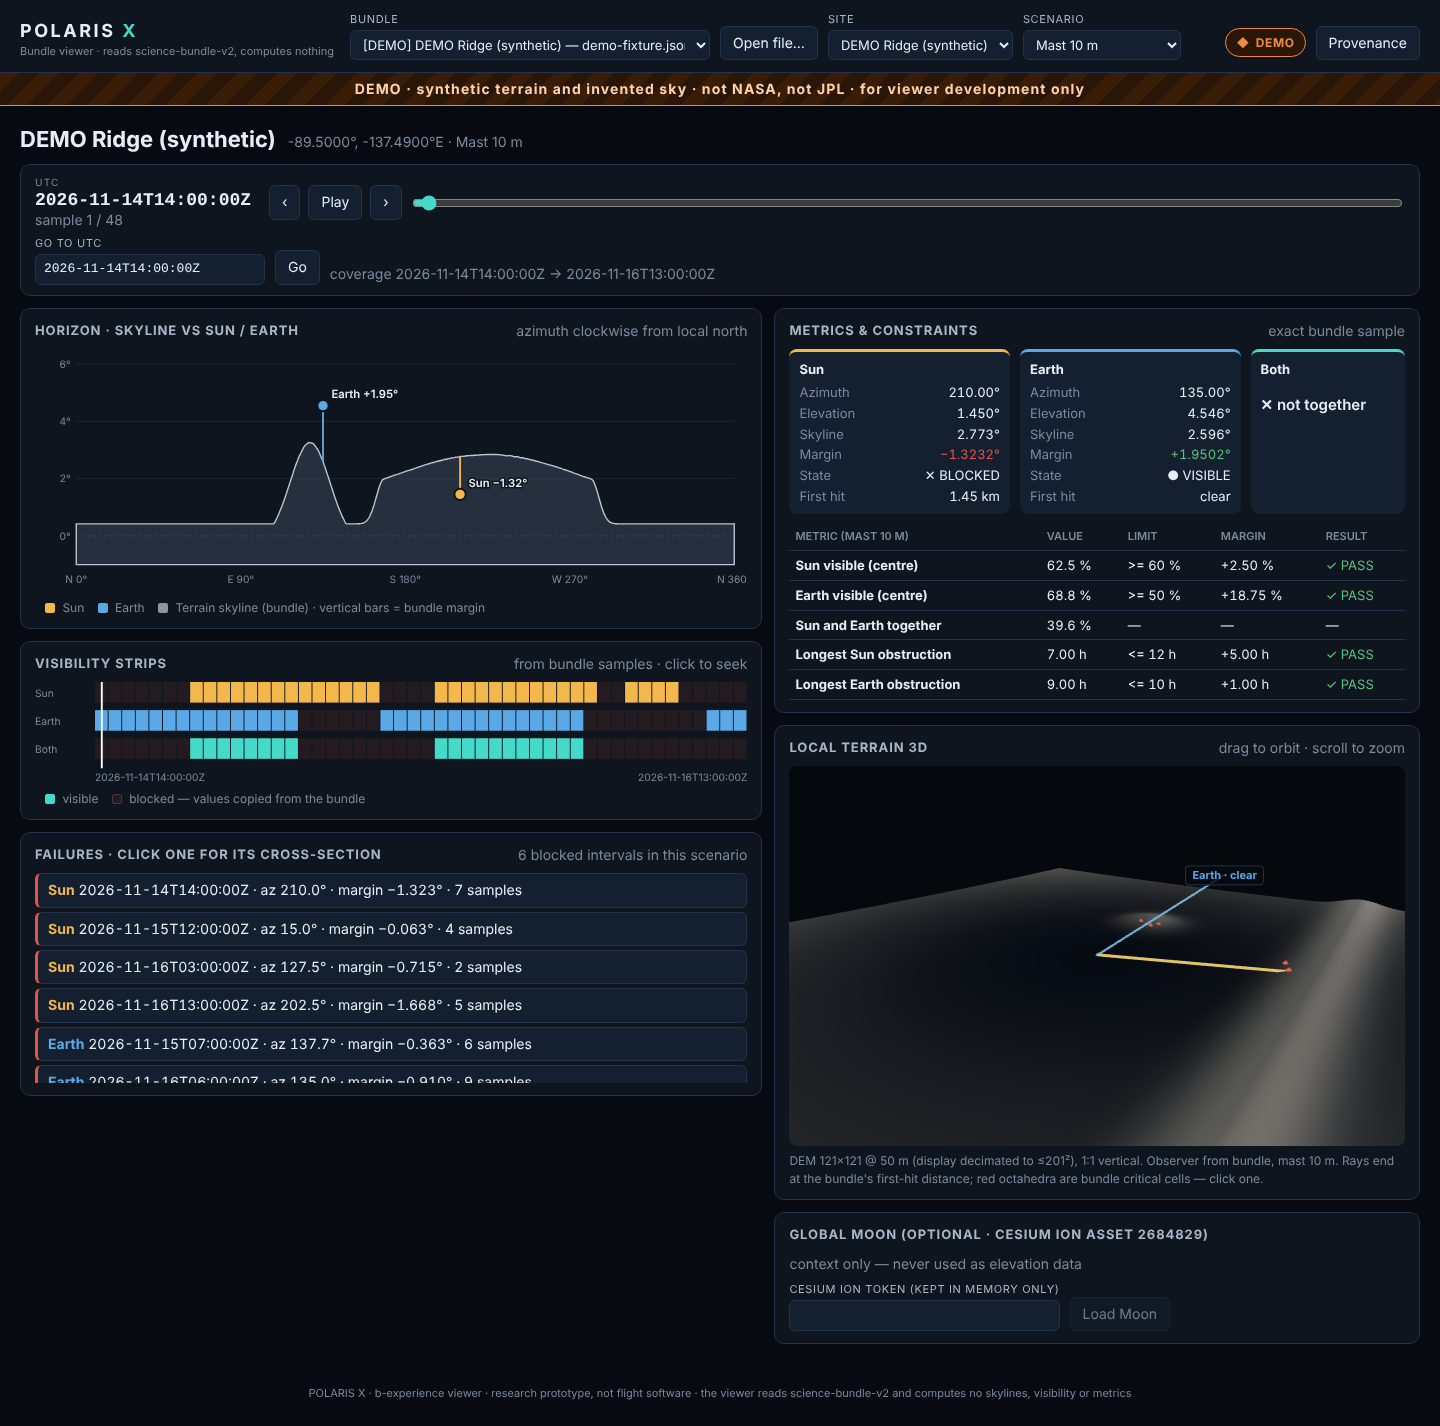 POLARIS X
Bundle viewer · reads science-bundle-v2, computes nothing
BUNDLE
[DEMO] DEMO Ridge (synthetic) — demo-fixture.jso
Open file...
SITE
DEMO Ridge (synthetic)
SCENARIO
Mast 10 m
◆ DEMO
Provenance
DEMO · synthetic terrain and invented sky · not NASA, not JPL · for viewer development only
DEMO Ridge (synthetic) -89.5000°, -137.4900°E · Mast 10 m
UTC
2026-11-14T14:00:00Z
sample 1 / 48
‹
Play
›
GO TO UTC
2026-11-14T14:00:00Z
Go
coverage 2026-11-14T14:00:00Z → 2026-11-16T13:00:00Z
HORIZON · SKYLINE VS SUN / EARTH
azimuth clockwise from local north
6°
4°
2°
0°
Earth +1.95°
Sun −1.32°
N 0° E 90° S 180° W 270° N 360
Sun Earth Terrain skyline (bundle) · vertical bars = bundle margin
VISIBILITY STRIPS
from bundle samples · click to seek
Sun
Earth
Both
2026-11-14T14:00:00Z 2026-11-16T13:00:00Z
visible blocked — values copied from the bundle
FAILURES · CLICK ONE FOR ITS CROSS-SECTION
6 blocked intervals in this scenario
Sun 2026-11-14T14:00:00Z · az 210.0° · margin −1.323° · 7 samples
Sun 2026-11-15T12:00:00Z · az 15.0° · margin −0.063° · 4 samples
Sun 2026-11-16T03:00:00Z · az 127.5° · margin −0.715° · 2 samples
Sun 2026-11-16T13:00:00Z · az 202.5° · margin −1.668° · 5 samples
Earth 2026-11-15T07:00:00Z · az 137.7° · margin −0.363° · 6 samples
Earth 2026-11-16T06:00:00Z · az 135.0° · margin −0.910° · 9 samples
METRICS & CONSTRAINTS
exact bundle sample
Sun
Azimuth 210.00°
Elevation 1.450°
Skyline 2.773°
Margin −1.3232°
State ✕ BLOCKED
First hit 1.45 km
Earth
Azimuth 135.00°
Elevation 4.546°
Skyline 2.596°
Margin +1.9502°
State ● VISIBLE
First hit clear
Both
✕ not together
METRIC (MAST 10 M) VALUE LIMIT MARGIN RESULT
Sun visible (centre) 62.5 % >= 60 % +2.50 % ✓ PASS
Earth visible (centre) 68.8 % >= 50 % +18.75 % ✓ PASS
Sun and Earth together 39.6 % — — —
Longest Sun obstruction 7.00 h <= 12 h +5.00 h ✓ PASS
Longest Earth obstruction 9.00 h <= 10 h +1.00 h ✓ PASS
LOCAL TERRAIN 3D
drag to orbit · scroll to zoom
Earth · clear
DEM 121×121 @ 50 m (display decimated to ≤201²), 1:1 vertical. Observer from bundle, mast 10 m. Rays end
at the bundle's first-hit distance; red octahedra are bundle critical cells — click one.
GLOBAL MOON (OPTIONAL · CESIUM ION ASSET 2684829)
context only — never used as elevation data
CESIUM ION TOKEN (KEPT IN MEMORY ONLY)
Load Moon
POLARIS X · b-experience viewer · research prototype, not flight software · the viewer reads science-bundle-v2 and computes no skylines, visibility or metrics